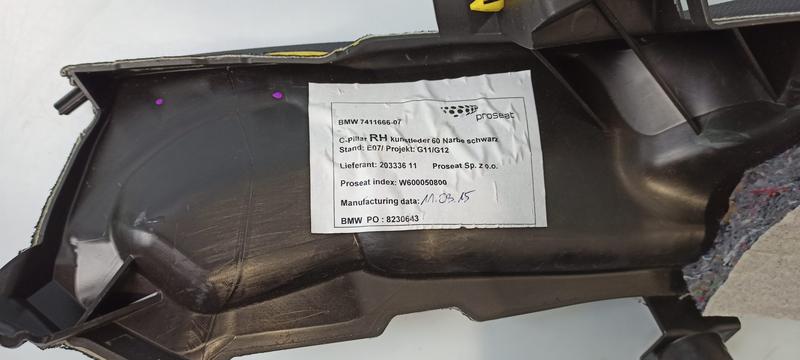 proseat
BMW 7411666-07
C-pillar RH Kunstleder 60 Narbe schwarz
Stand: E07/ Projekt: G11/G12
Lieferant: 203336 11 Proseat Sp. z o.o.
Proseat index: W600050800
Manufacturing data: 11.03.15
BMW PO : 8230643